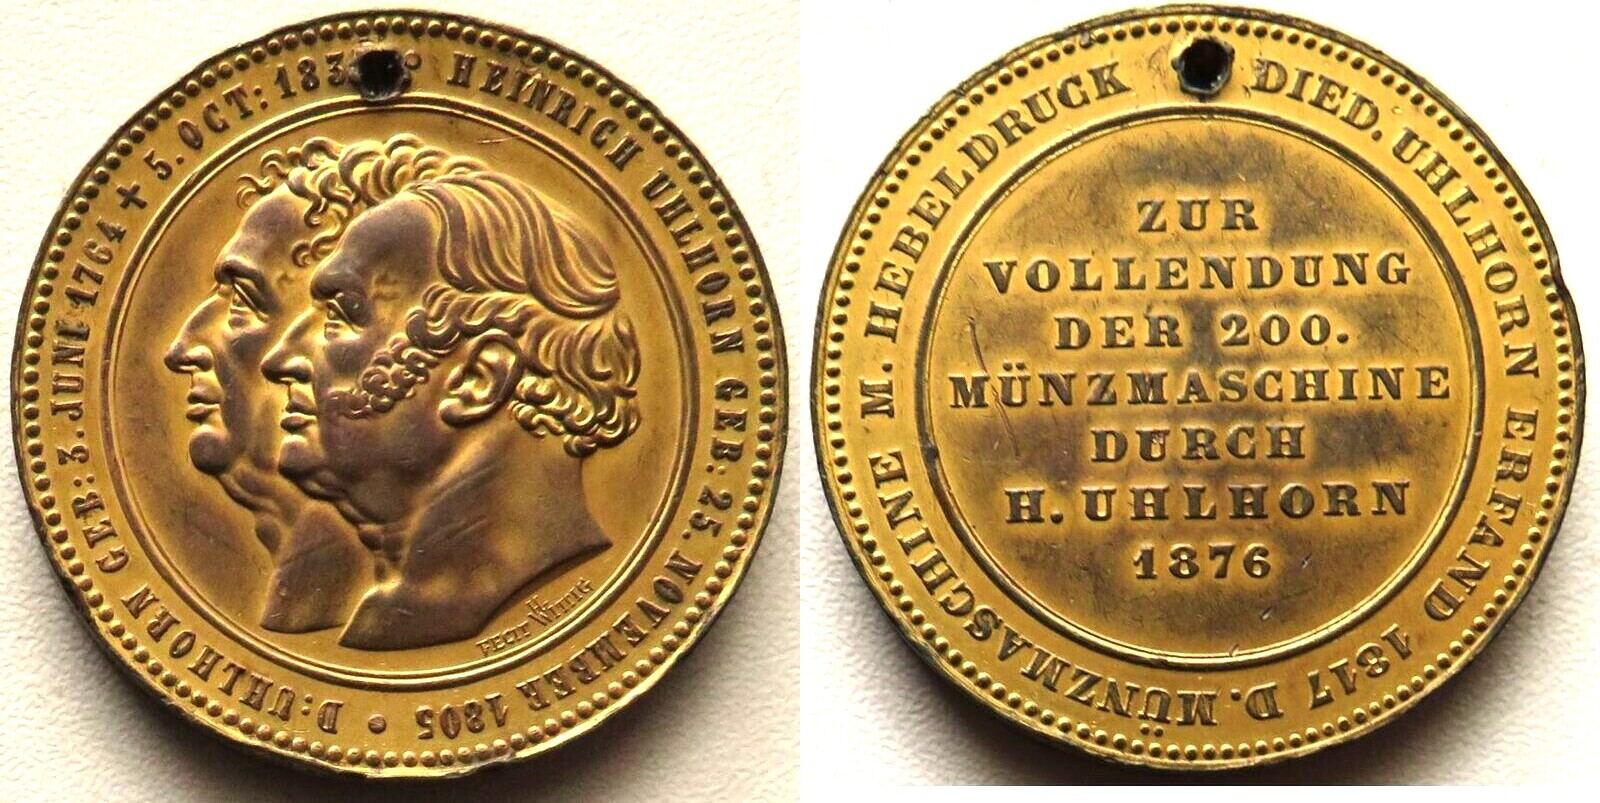 D: UHLHORN GEB: 3. JUNI 1764 + 5. OCT: 183 • HEINRICH UHLHORN GEB: 25. NOVEMBER 1805 •
H.
FECIT WITTIG
DIED. UHLHORN ERFAND 1817 D. MÜNZMASCHINE M. HEBELDRUCK
ZUR
VOLLENDUNG
DER 200.
MÜNZMASCHINE
DURCH
H. UHLHORN
1876